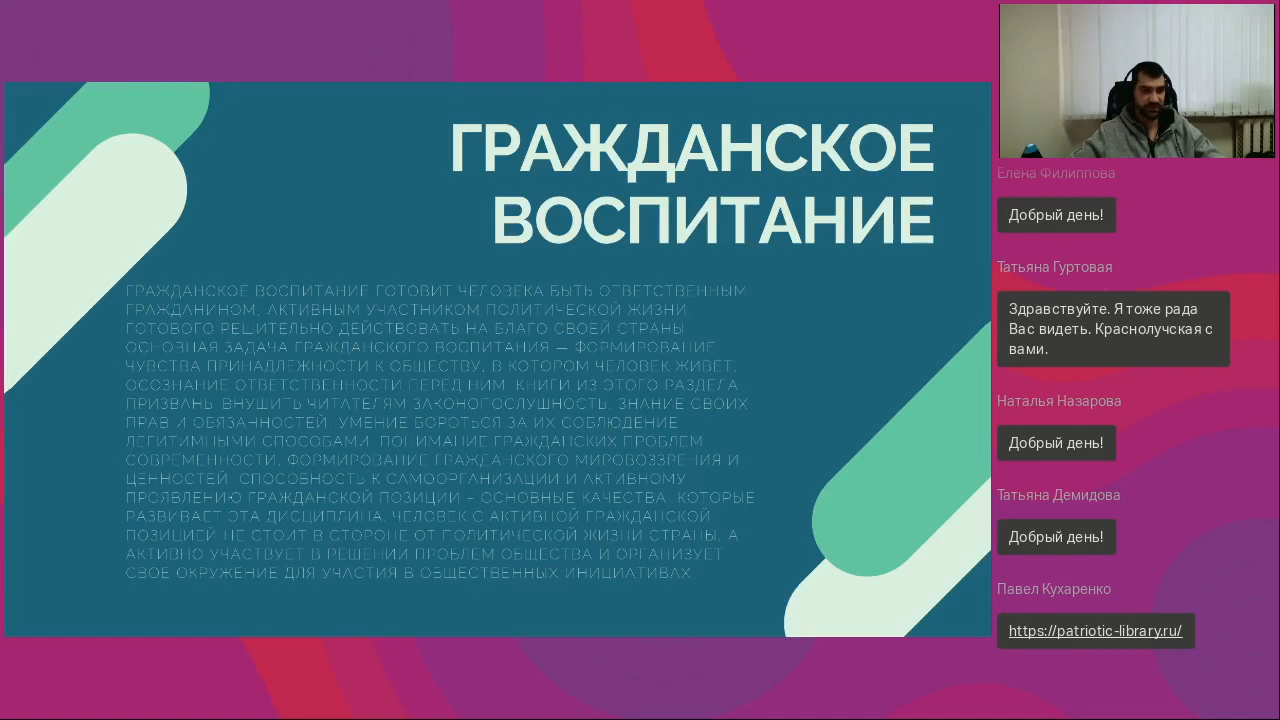 ГРАЖДАНСКОЕ
ВОСПИТАНИЕ
ГРАЖДАНСКОЕ ВОСПИТАНИЕ ГОТОВИТ ЧЕЛОВЕКА БЫТЬ ОТВЕТСТВЕННЫМ
ГРАЖДАНИНОМ, АКТИВНЫМ УЧАСТНИКОМ ПОЛИТИЧЕСКОЙ ЖИЗНИ,
ГОТОВОГО РЕШИТЕЛЬНО ДЕЙСТВОВАТЬ НА БЛАГО СВОЕЙ СТРАНЫ
ОСНОВНАЯ ЗАДАЧА ГРАЖДАНСКОГО ВОСПИТАНИЯ — ФОРМИРОВАНИЕ
ЧУВСТВА ПРИНАДЛЕЖНОСТИ К ОБЩЕСТВУ, В КОТОРОМ ЧЕЛОВЕК ЖИВЕТ,
ОСОЗНАНИЕ ОТВЕТСТВЕННОСТИ ПЕРЕД НИМ. КНИГИ ИЗ ЭТОГО РАЗДЕЛА
ПРИЗВАНЫ ВНУШИТЬ ЧИТАТЕЛЯМ ЗАКОНОПОСЛУШНОСТЬ, ЗНАНИЕ СВОИХ
ПРАВ И ОБЯЗАННОСТЕЙ, УМЕНИЕ БОРОТЬСЯ ЗА ИХ СОБЛЮДЕНИЕ
ЛЕГИТИМНЫМИ СПОСОБАМИ. ПОНИМАНИЕ ГРАЖДАНСКИХ ПРОБЛЕМ
СОВРЕМЕННОСТИ, ФОРМИРОВАНИЕ ГРАЖДАНСКОГО МИРОВОЗЗРЕНИЯ И
ЦЕННОСТЕЙ, СПОСОБНОСТЬ К САМООРГАНИЗАЦИИ И АКТИВНОМУ
ПРОЯВЛЕНИЮ ГРАЖДАНСКОЙ ПОЗИЦИИ – ОСНОВНЫЕ КАЧЕСТВА, КОТОРЫЕ
РАЗВИВАЕТ ЭТА ДИСЦИПЛИНА. ЧЕЛОВЕК С АКТИВНОЙ ГРАЖДАНСКОЙ
ПОЗИЦИЕЙ НЕ СТОИТ В СТОРОНЕ ОТ ПОЛИТИЧЕСКОЙ ЖИЗНИ СТРАНЫ, А
АКТИВНО УЧАСТВУЕТ В РЕШЕНИИ ПРОБЛЕМ ОБЩЕСТВА И ОРГАНИЗУЕТ
СВОЕ ОКРУЖЕНИЕ ДЛЯ УЧАСТИЯ В ОБЩЕСТВЕННЫХ ИНИЦИАТИВАХ.
Елена Филиппова
Добрый день!
Татьяна Гуртовая
Здравствуйте. Я тоже рада
Вас видеть. Краснолучская с
вами.
Наталья Назарова
Добрый день!
Татьяна Демидова
Добрый день!
Павел Кухаренко
https://patriotic-library.ru/